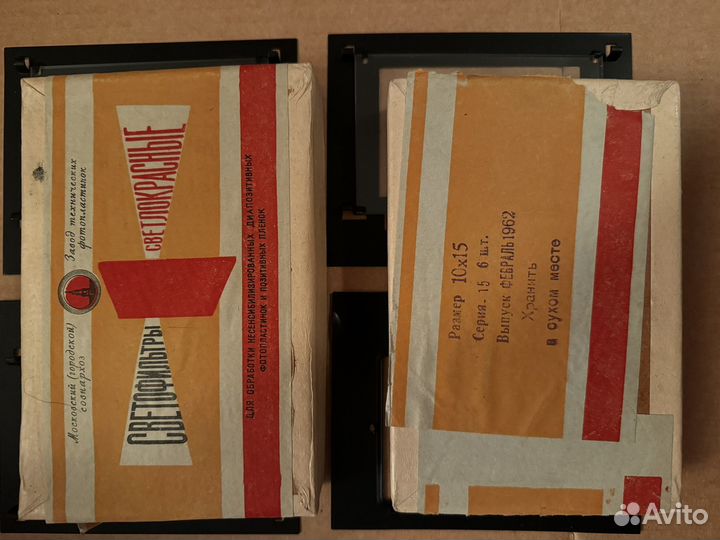 Московский (городской)
совнархоз
Завод технических
фотопластинок
СВЕТОФИЛЬТРЫ
СВЕТЛОКРАСНЫЕ
ДЛЯ ОБРАБОТКИ НЕСЕНСИБИЛИЗИРОВАННЫХ ДИАПОЗИТИВНЫХ
ФОТОПЛАСТИНОК И ПОЗИТИВНЫХ ПЛЕНОК
Размер 10х15
Серия- 15 6 шт.
Выпуск ФЕВРАЛЬ 1962
Хранить
в сухом месте
Avito